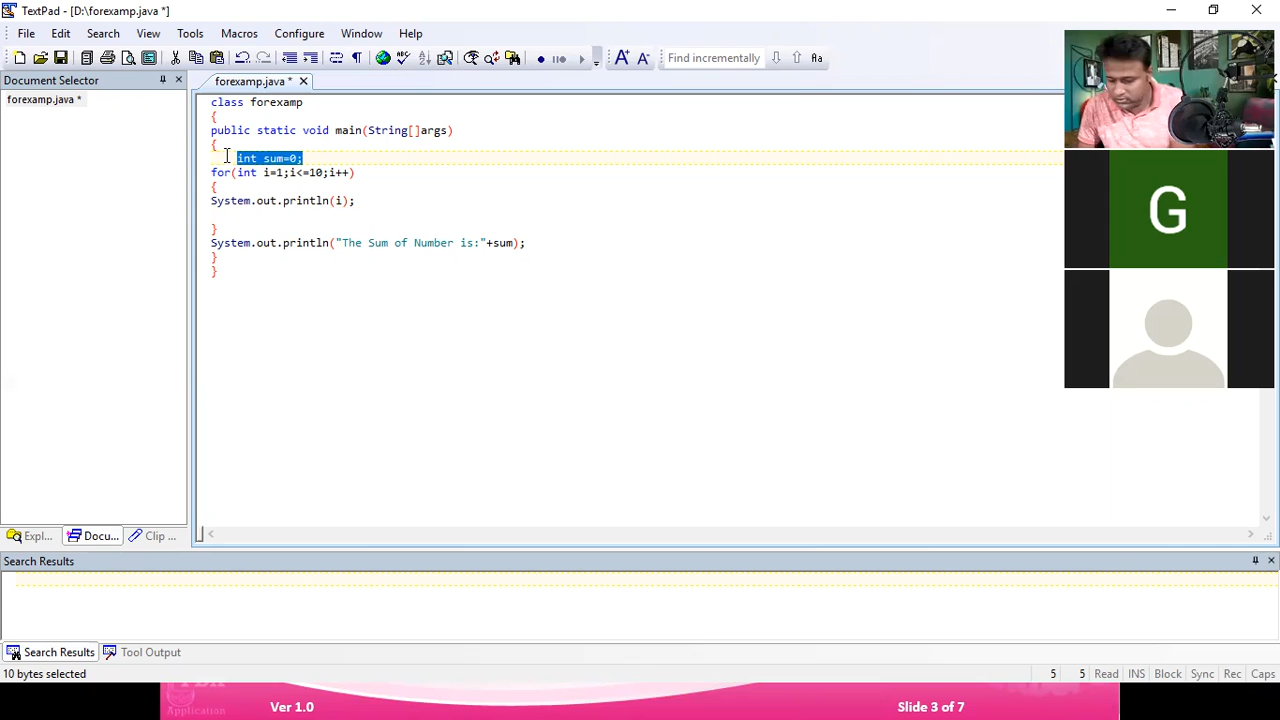 TextPad - [D:\forexamp.java *]
File Edit Search View Tools Macros Configure Window Help
Find incrementally
Aa
Document Selector
forexamp.java *
forexamp.java *
class forexamp
{
public static void main(String[]args)
{
int sum=0;
for(int i=1;i<=10;i++)
{
System.out.println(i);
}
System.out.println("The Sum of Number is:"+sum);
}
}
G
Expl... Docu... Clip ...
Search Results
Search Results Tool Output
10 bytes selected
5 5 Read INS Block Sync Rec Caps
Application
Ver 1.0
Slide 3 of 7